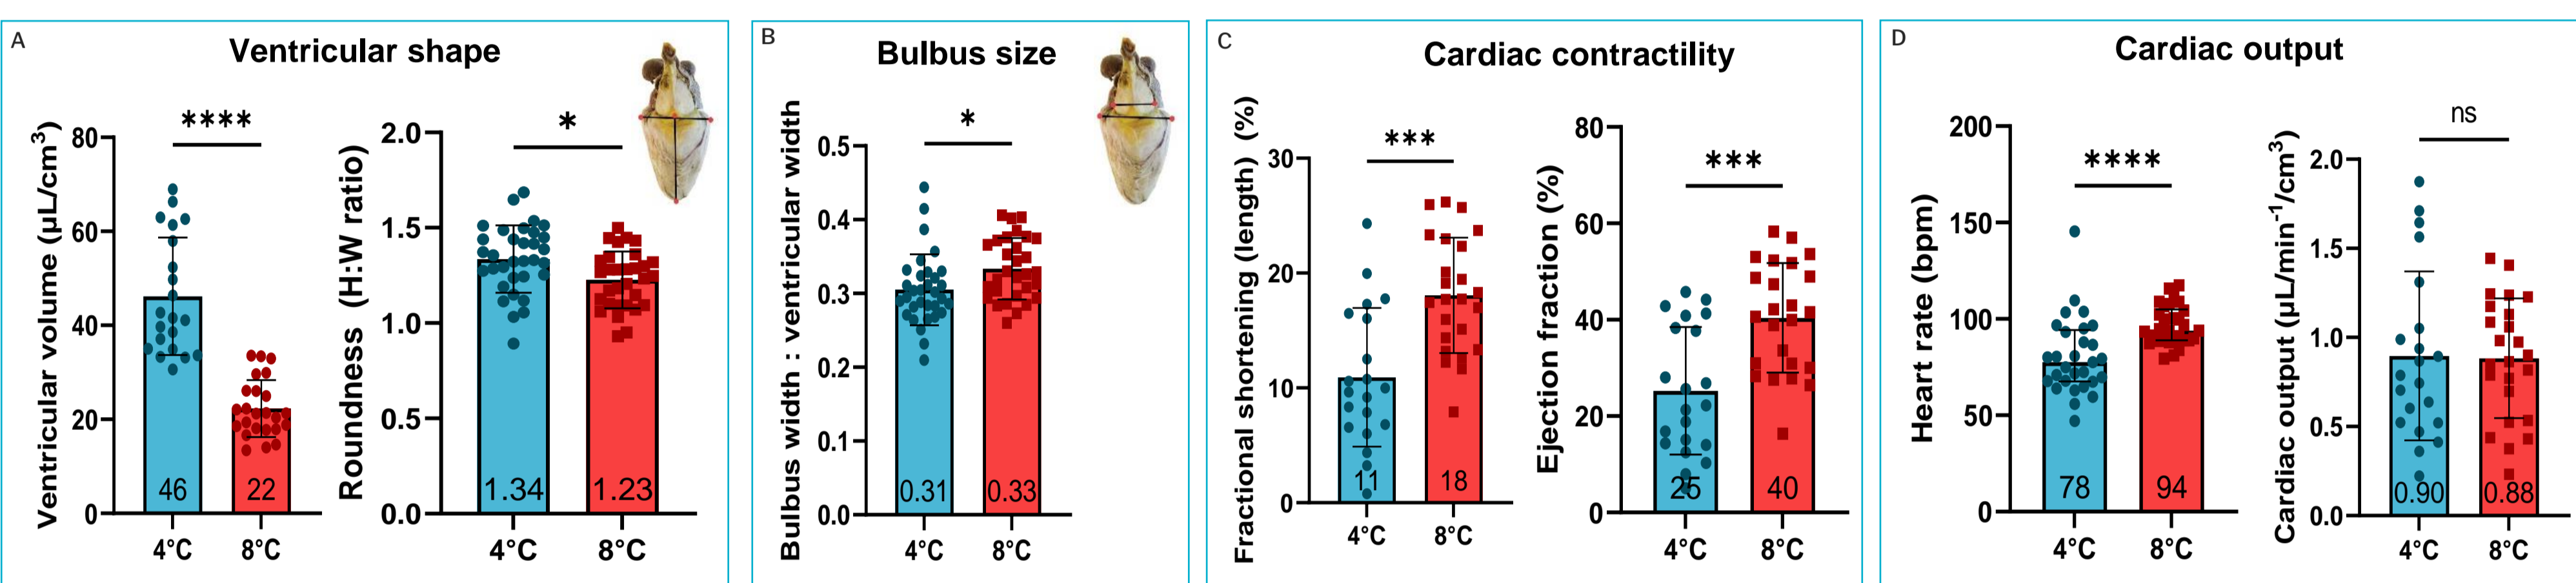 A
Ventricular shape
Ventricular volume (µL/cm³)
80
60
40
20
0
****
46
22
4°C
8°C
Roundness (H:W ratio)
2.0
1.5
1.0
0.5
0.0
*
1.34
1.23
4°C
8°C
B
Bulbus size
Bulbus width : ventricular width
0.5
0.4
0.3
0.2
0.1
0.0
*
0.31
0.33
4°C
8°C
C
Cardiac contractility
Fractional shortening (length) (%)
30
20
10
0
***
11
18
4°C
8°C
Ejection fraction (%)
80
60
40
20
0
***
25
40
4°C
8°C
D
Cardiac output
Heart rate (bpm)
200
150
100
50
0
****
78
94
4°C
8°C
Cardiac output (µL/min⁻¹/cm³)
2.0
1.5
1.0
0.5
0.0
ns
0.90
0.88
4°C
8°C